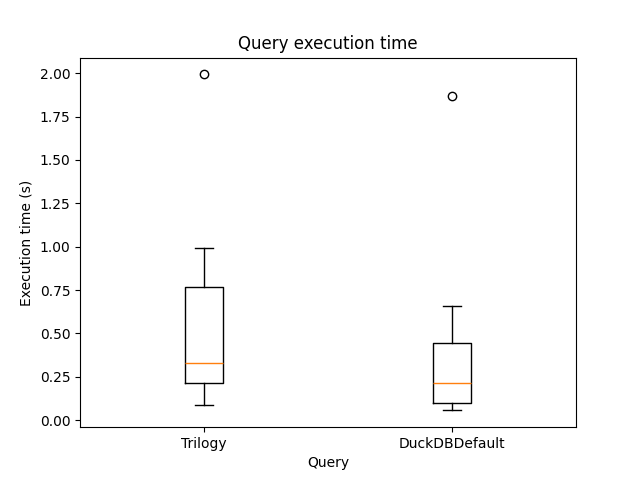 Query execution time
2.00
1.75
1.50
1.25
1.00
0.75
0.50
0.25
0.00
Execution time (s)
Trilogy DuckDBDefault
Query